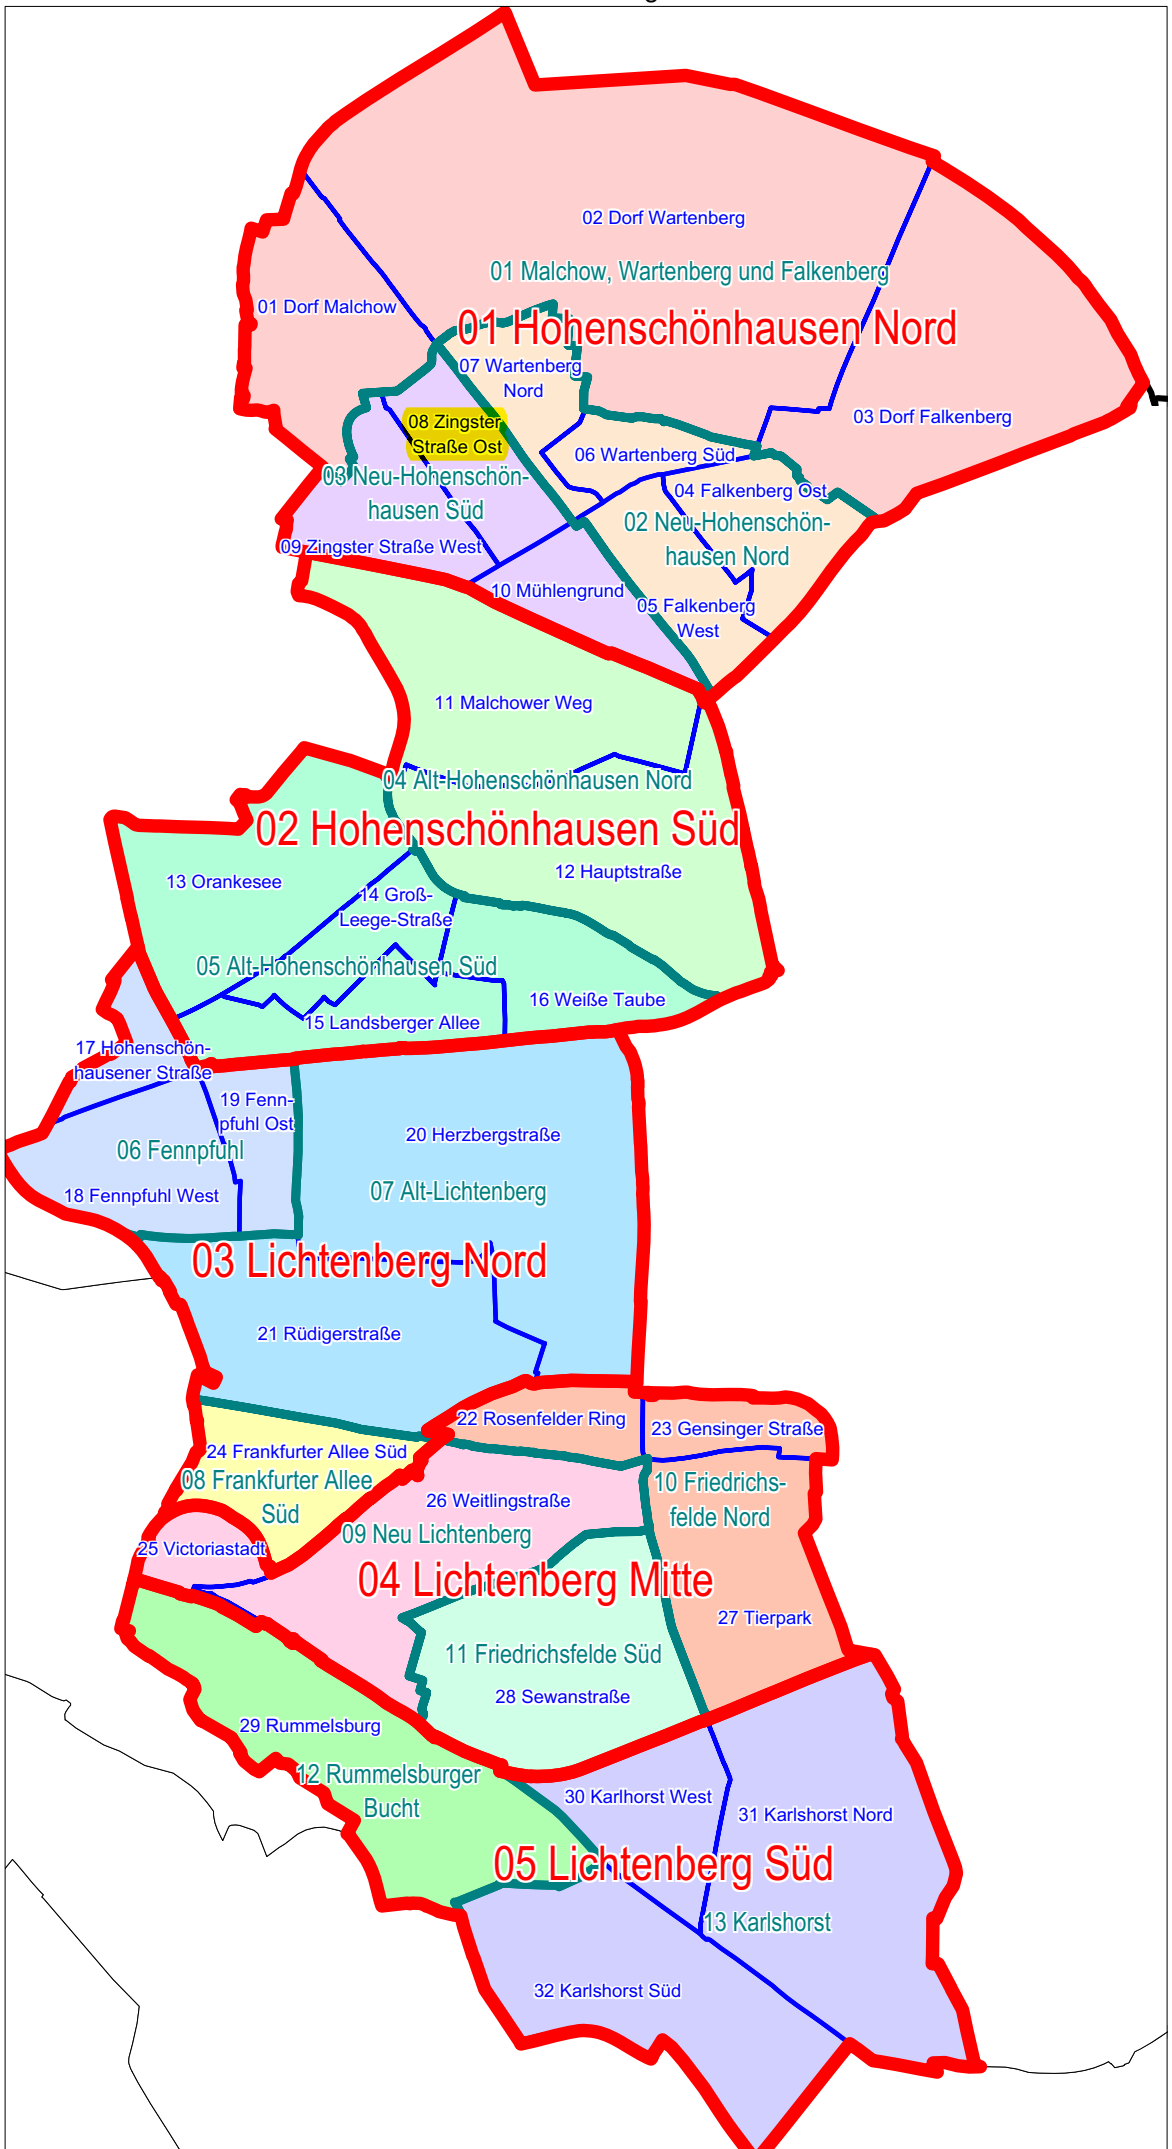 02 Dorf Wartenberg
01 Malchow, Wartenberg und Falkenberg
01 Dorf Malchow
01 Hohenschönhausen Nord
07 Wartenberg
Nord
03 Dorf Falkenberg
08 Zingster
Straße Ost
06 Wartenberg Süd
03 Neu-Hohenschön-
hausen Süd
04 Falkenberg Ost
02 Neu-Hohenschön-
hausen Nord
09 Zingster Straße West
10 Mühlengrund
05 Falkenberg
West
11 Malchower Weg
04 Alt-Hohenschönhausen Nord
02 Hohenschönhausen Süd
12 Hauptstraße
13 Orankesee
14 Groß-
Leege-Straße
05 Alt-Hohenschönhausen Süd
16 Weiße Taube
15 Landsberger Allee
17 Hohenschön-
hausener Straße
19 Fenn-
pfuhl Ost
20 Herzbergstraße
06 Fennpfuhl
18 Fennpfuhl West
07 Alt-Lichtenberg
03 Lichtenberg Nord
21 Rüdigerstraße
22 Rosenfelder Ring
23 Gensinger Straße
24 Frankfurter Allee Süd
08 Frankfurter Allee
Süd
10 Friedrichs-
felde Nord
26 Weitlingstraße
09 Neu Lichtenberg
25 Victoriastadt
04 Lichtenberg Mitte
27 Tierpark
11 Friedrichsfelde Süd
28 Sewanstraße
29 Rummelsburg
12 Rummelsburger
Bucht
30 Karlhorst West
31 Karlshorst Nord
05 Lichtenberg Süd
13 Karlshorst
32 Karlshorst Süd